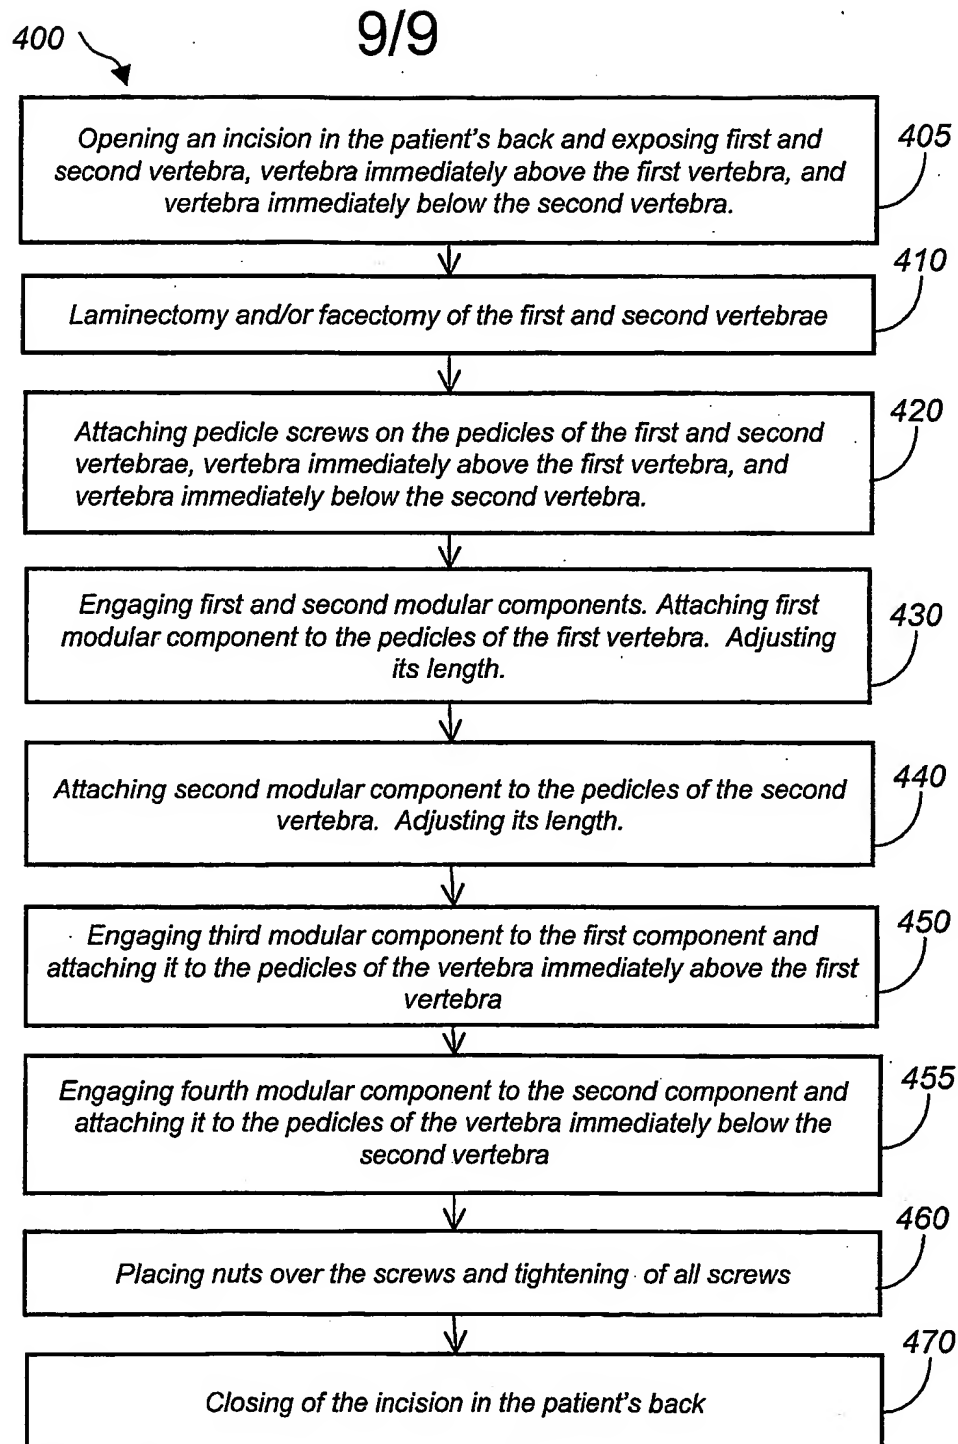 9/9
400
Opening an incision in the patient's back and exposing first and
second vertebra, vertebra immediately above the first vertebra, and
vertebra immediately below the second vertebra.
405
Laminectomy and/or facectomy of the first and second vertebrae
410
Attaching pedicle screws on the pedicles of the first and second
vertebrae, vertebra immediately above the first vertebra, and
vertebra immediately below the second vertebra.
420
Engaging first and second modular components. Attaching first
modular component to the pedicles of the first vertebra. Adjusting
its length.
430
Attaching second modular component to the pedicles of the second
vertebra. Adjusting its length.
440
Engaging third modular component to the first component and
attaching it to the pedicles of the vertebra immediately above the first
vertebra
450
Engaging fourth modular component to the second component and
attaching it to the pedicles of the vertebra immediately below the
second vertebra
455
Placing nuts over the screws and tightening of all screws
460
Closing of the incision in the patient's back
470